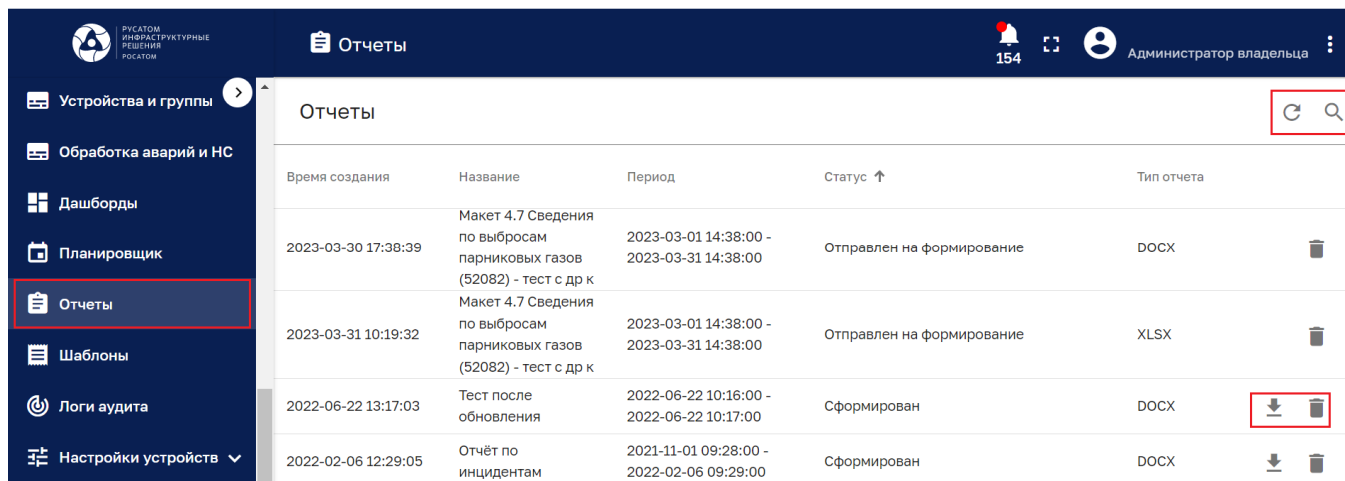 РУСАТОМ
ИНФРАСТРУКТУРНЫЕ
РЕШЕНИЯ
РОСАТОМ
Отчеты
154
Администратор владельца
Устройства и группы
Обработка аварий и НС
Дашборды
Планировщик
Отчеты
Шаблоны
Логи аудита
Настройки устройств
Отчеты
Время создания Название Период Статус Тип отчета
Макет 4.7 Сведения
по выбросам
парниковых газов
(52082) - тест с др к
2023-03-30 17:38:39
2023-03-01 14:38:00 -
2023-03-31 14:38:00
Отправлен на формирование
DOCX
Макет 4.7 Сведения
по выбросам
парниковых газов
(52082) - тест с др к
2023-03-31 10:19:32
2023-03-01 14:38:00 -
2023-03-31 14:38:00
Отправлен на формирование
XLSX
2022-06-22 13:17:03
Тест после
обновления
2022-06-22 10:16:00 -
2022-06-22 10:17:00
Сформирован
DOCX
2022-02-06 12:29:05
Отчёт по
инцидентам
2021-11-01 09:28:00 -
2022-02-06 09:29:00
Сформирован
DOCX